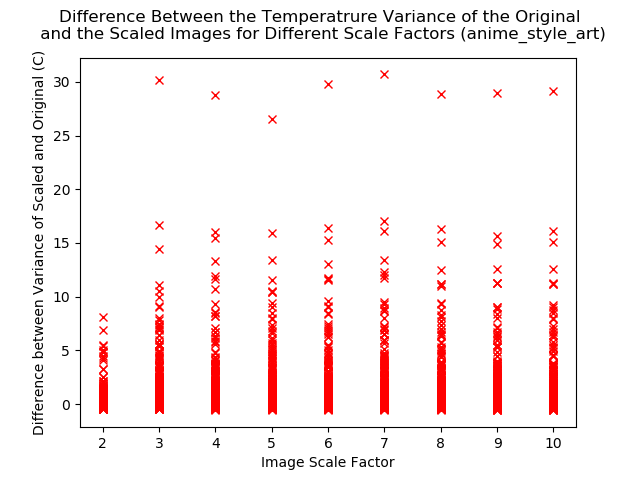 Difference Between the Temperatrure Variance of the Original
and the Scaled Images for Different Scale Factors (anime_style_art)
Difference between Variance of Scaled and Original (C)
30
25
20
15
10
5
0
2 3 4 5 6 7 8 9 10
Image Scale Factor